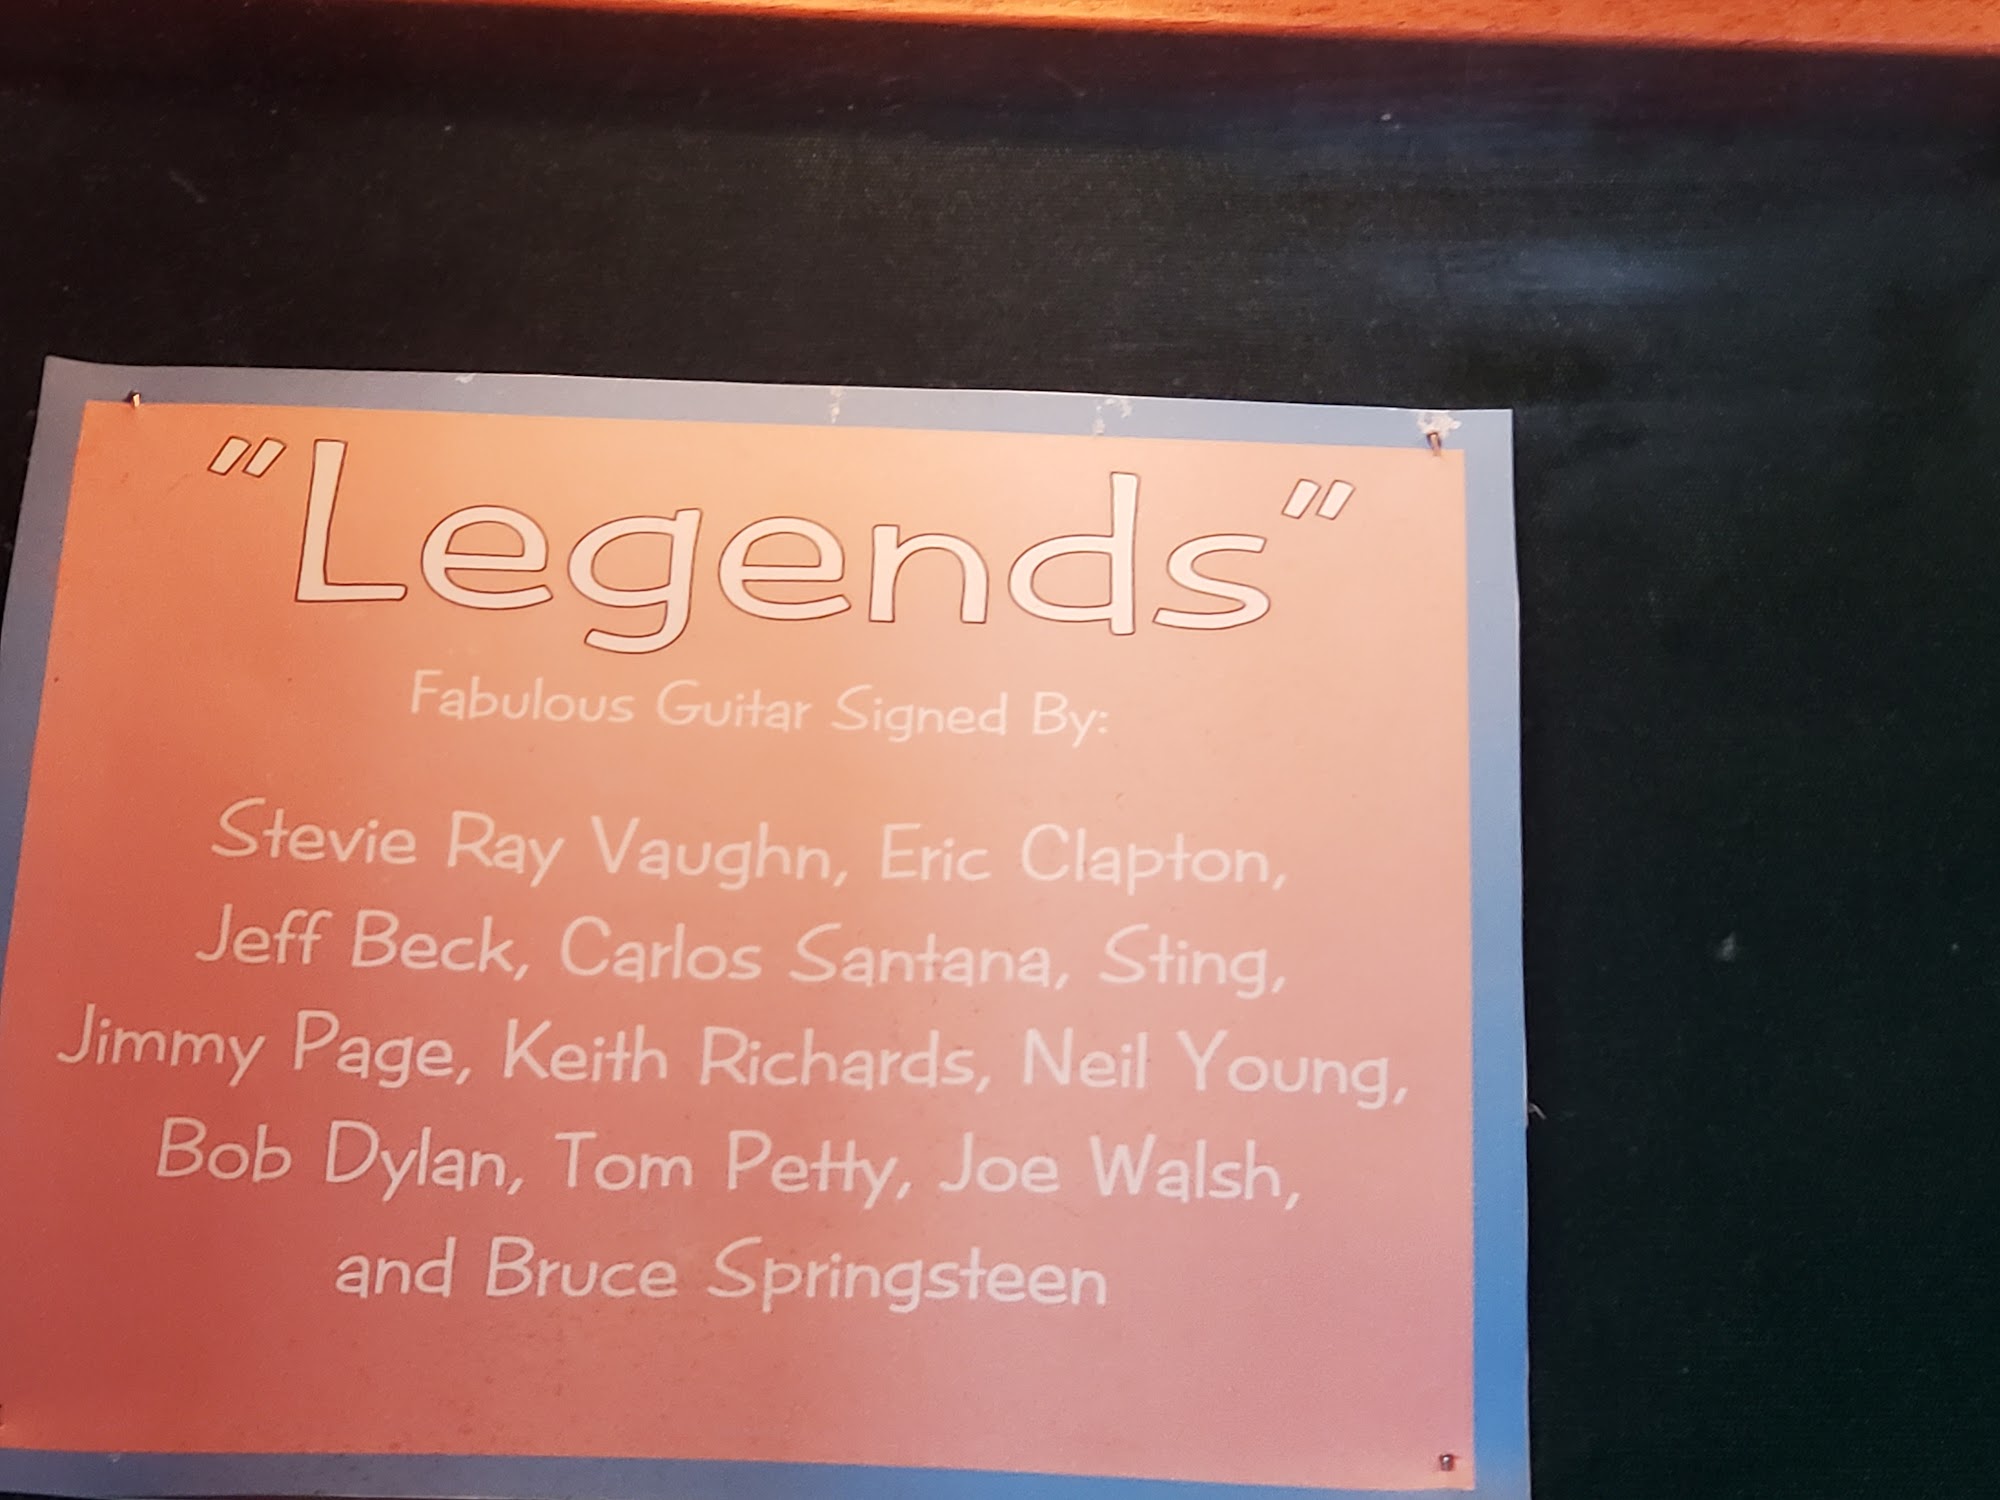 "Legends"
Fabulous Guitar Signed By:
Stevie Ray Vaughn, Eric Clapton,
Jeff Beck, Carlos Santana, Sting,
Jimmy Page, Keith Richards, Neil Young,
Bob Dylan, Tom Petty, Joe Walsh,
and Bruce Springsteen